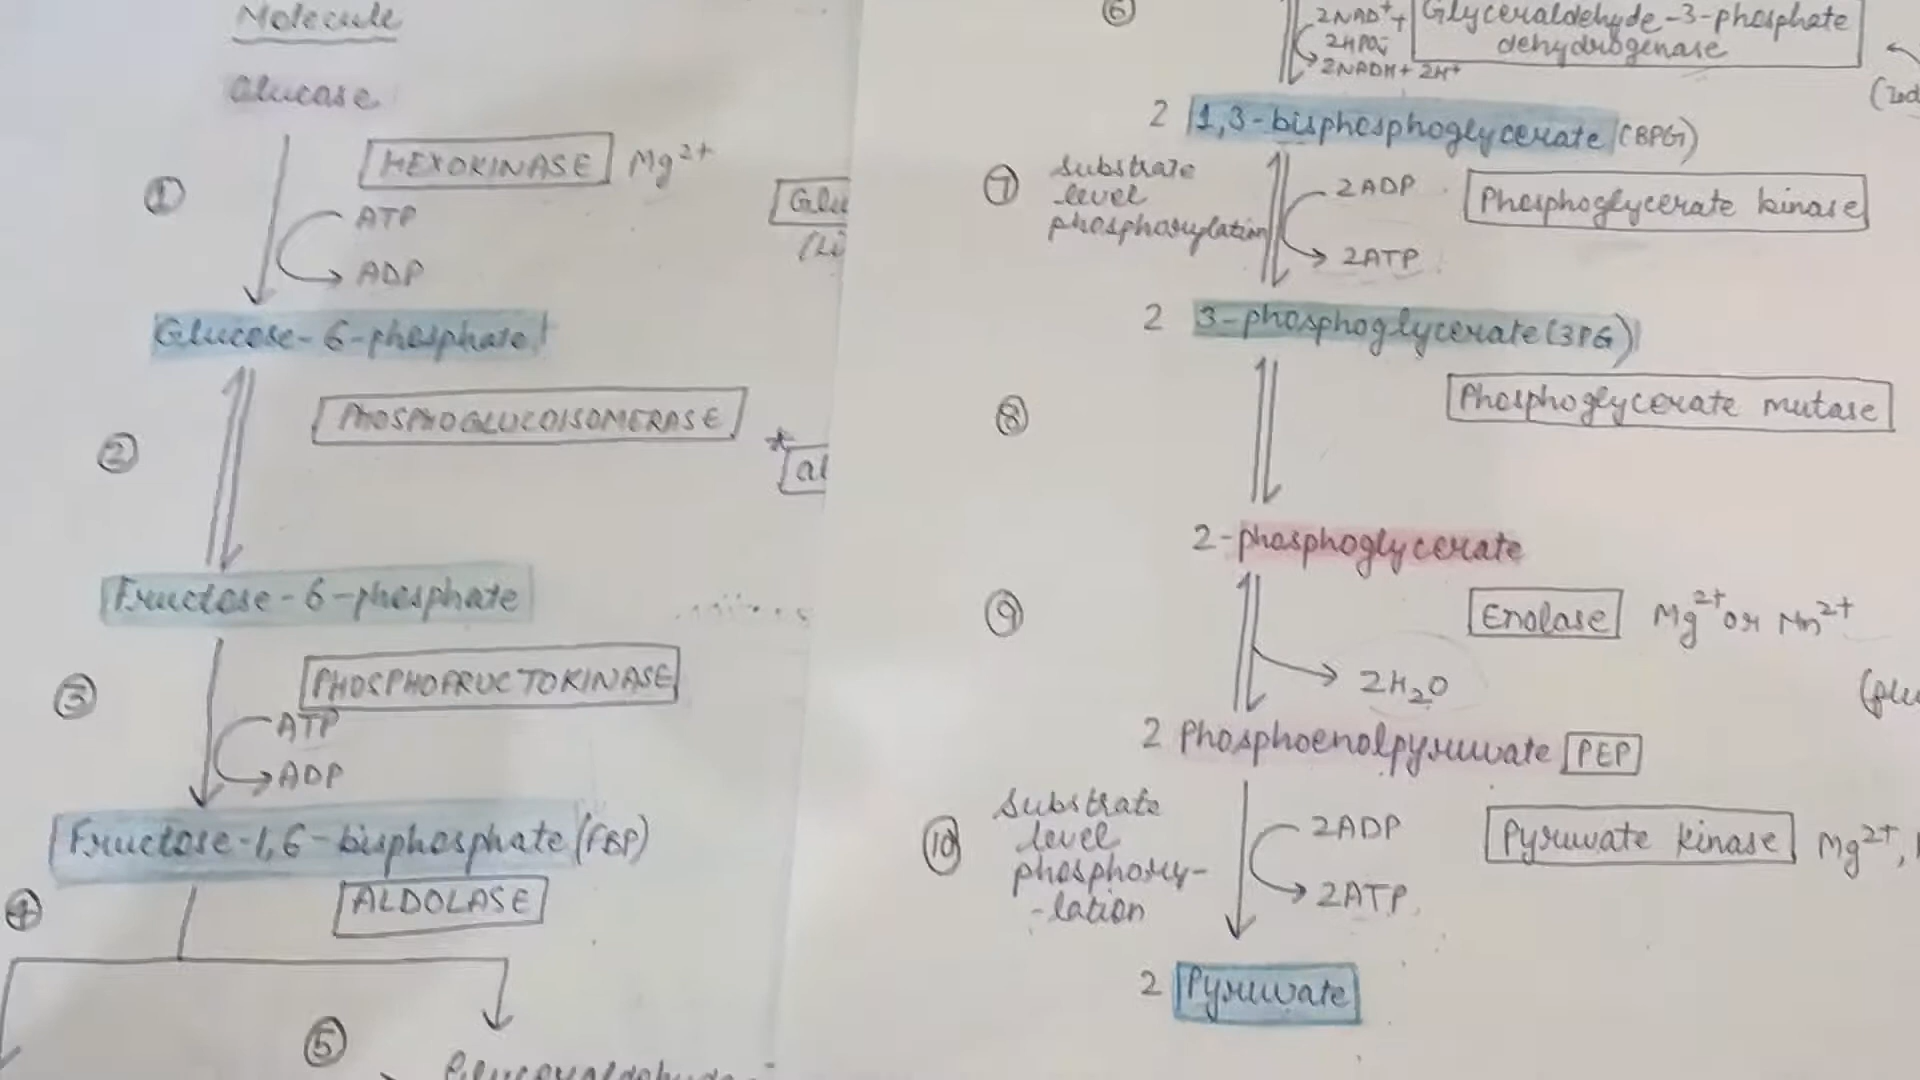 Molecule
Glucose
HEXOKINASE Mg2+
①
ATP
ADP
Glucose-6-phosphate
PHOSPHOGLUCOISOMERASE
②
Fructose-6-phosphate
PHOSPHOFRUCTOKINASE
③
ATP
ADP
Fructose-1,6-bisphosphate (FBP)
④
ALDOLASE
⑤
⑥
2NAD+ +
2HPO4-
2NADH + 2H+
Glyceraldehyde-3-phosphate
dehydrogenase
2 1,3-bisphosphoglycerate (BPG)
⑦
substrate
level
phosphorylation
2ADP
2ATP
Phosphoglycerate kinase
2 3-phosphoglycerate (3PG)
Phosphoglycerate mutase
⑧
2-phosphoglycerate
⑨
Enolase Mg2+ or Mn2+
2H2O
2 Phosphoenolpyruvate PEP
⑩
substrate
level
phosphory-
-lation
2ADP
2ATP
Pyruvate kinase Mg2+,
2 Pyruvate